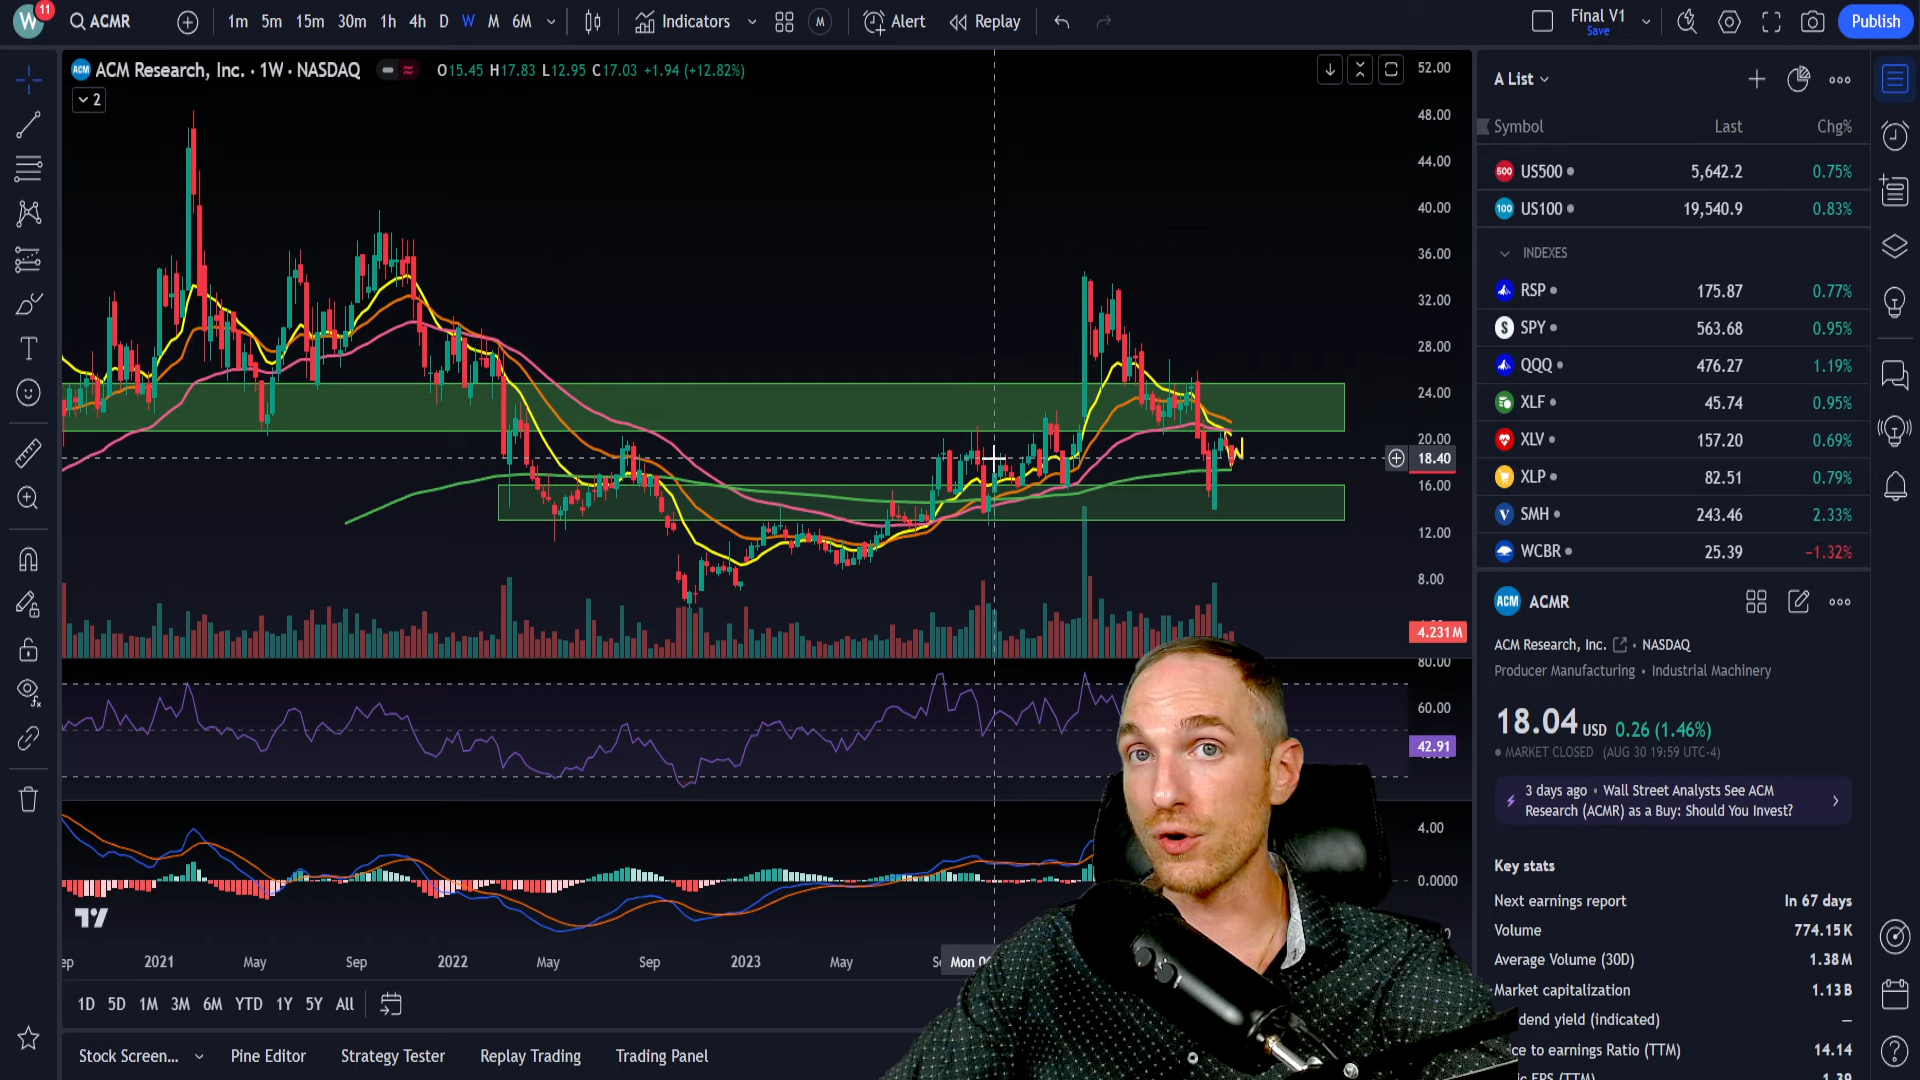 W 11 ACMR 1m 5m 15m 30m 1h 4h D W M 6M Indicators M Alert Replay Final V1 Save Publish
ACM ACM Research, Inc. · 1W · NASDAQ O15.45 H17.83 L12.95 C17.03 +1.94 (+12.82%)
2
52.00
48.00
44.00
40.00
36.00
32.00
28.00
24.00
20.00
18.40
16.00
12.00
8.00
4.231M
80.00
60.00
42.91
4.00
0.0000
2021 May Sep 2022 May Sep 2023 May
1D 5D 1M 3M 6M YTD 1Y 5Y All
Stock Screen... Pine Editor Strategy Tester Replay Trading Trading Panel
A List
Symbol Last Chg%
500 US500 5,642.2 0.75%
100 US100 19,540.9 0.83%
INDEXES
RSP 175.87 0.77%
S SPY 563.68 0.95%
QQQ 476.27 1.19%
XLF 45.74 0.95%
XLV 157.20 0.69%
XLP 82.51 0.79%
V SMH 243.46 2.33%
WCBR 25.39 −1.32%
ACM ACMR
ACM Research, Inc. • NASDAQ
Producer Manufacturing • Industrial Machinery
18.04 USD 0.26 (1.46%)
MARKET CLOSED (AUG 30 19:59 UTC-4)
3 days ago • Wall Street Analysts See ACM
Research (ACMR) as a Buy: Should You Invest?
Key stats
Next earnings report In 67 days
Volume 774.15K
Average Volume (30D) 1.38M
Market capitalization 1.13B
dend yield (indicated) —
ce to earnings Ratio (TTM) 14.14